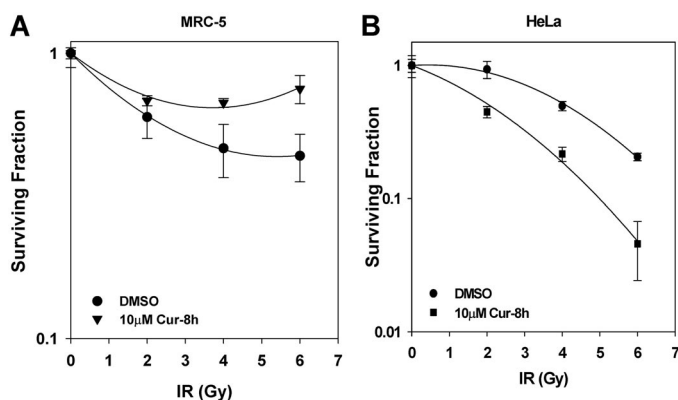 A
MRC-5
1
0.1
Surviving Fraction
DMSO
10μM Cur-8h
0 1 2 3 4 5 6 7
IR (Gy)
B
HeLa
1
0.1
0.01
Surviving Fraction
DMSO
10μM Cur-8h
0 1 2 3 4 5 6 7
IR (Gy)